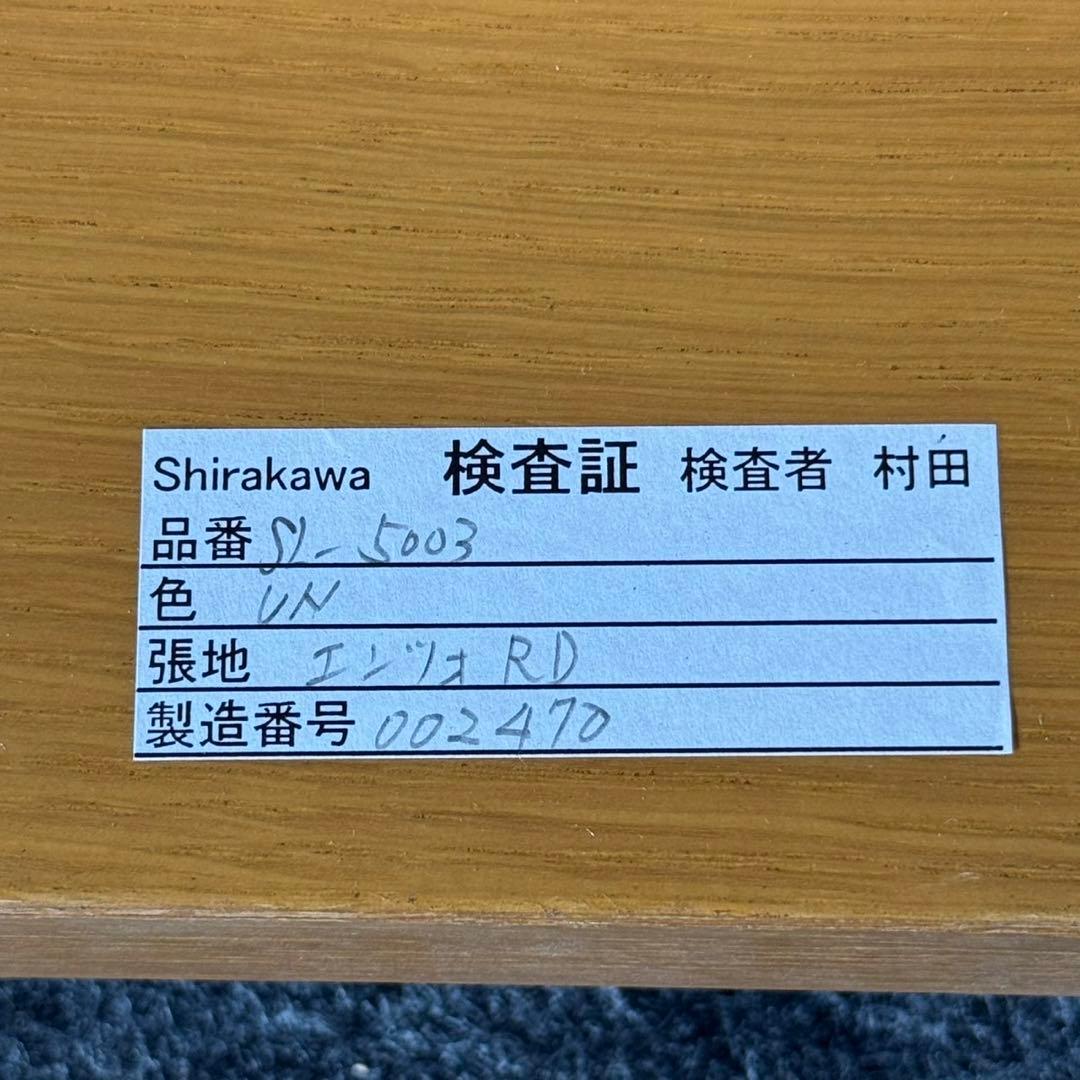 Shirakawa 検査証 検査者 村田
品番 SL-5003
色 UN
張地 エンツォ RD
製造番号 002470